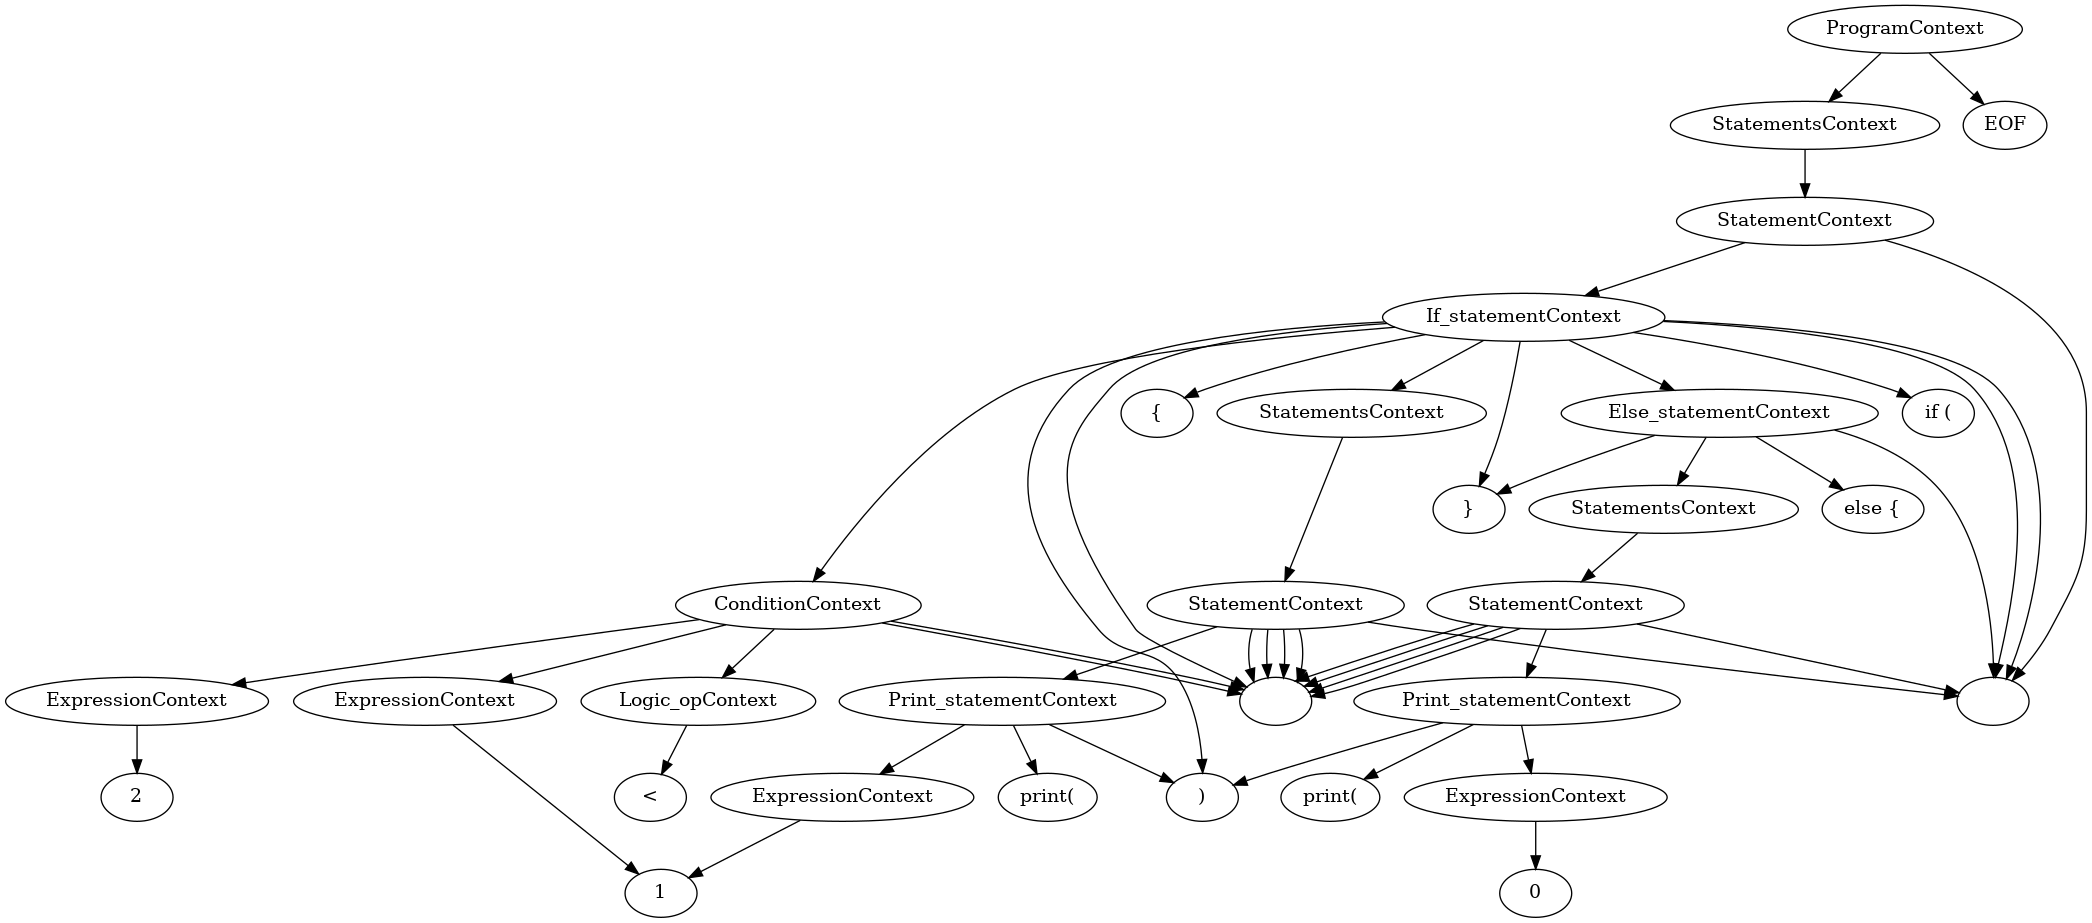 ProgramContext
StatementsContext
EOF
StatementContext
If_statementContext
{
StatementsContext
Else_statementContext
if (
}
StatementsContext
else {
ConditionContext
StatementContext
StatementContext
ExpressionContext
ExpressionContext
Logic_opContext
Print_statementContext
Print_statementContext
2
<
ExpressionContext
print(
)
print(
ExpressionContext
1
0